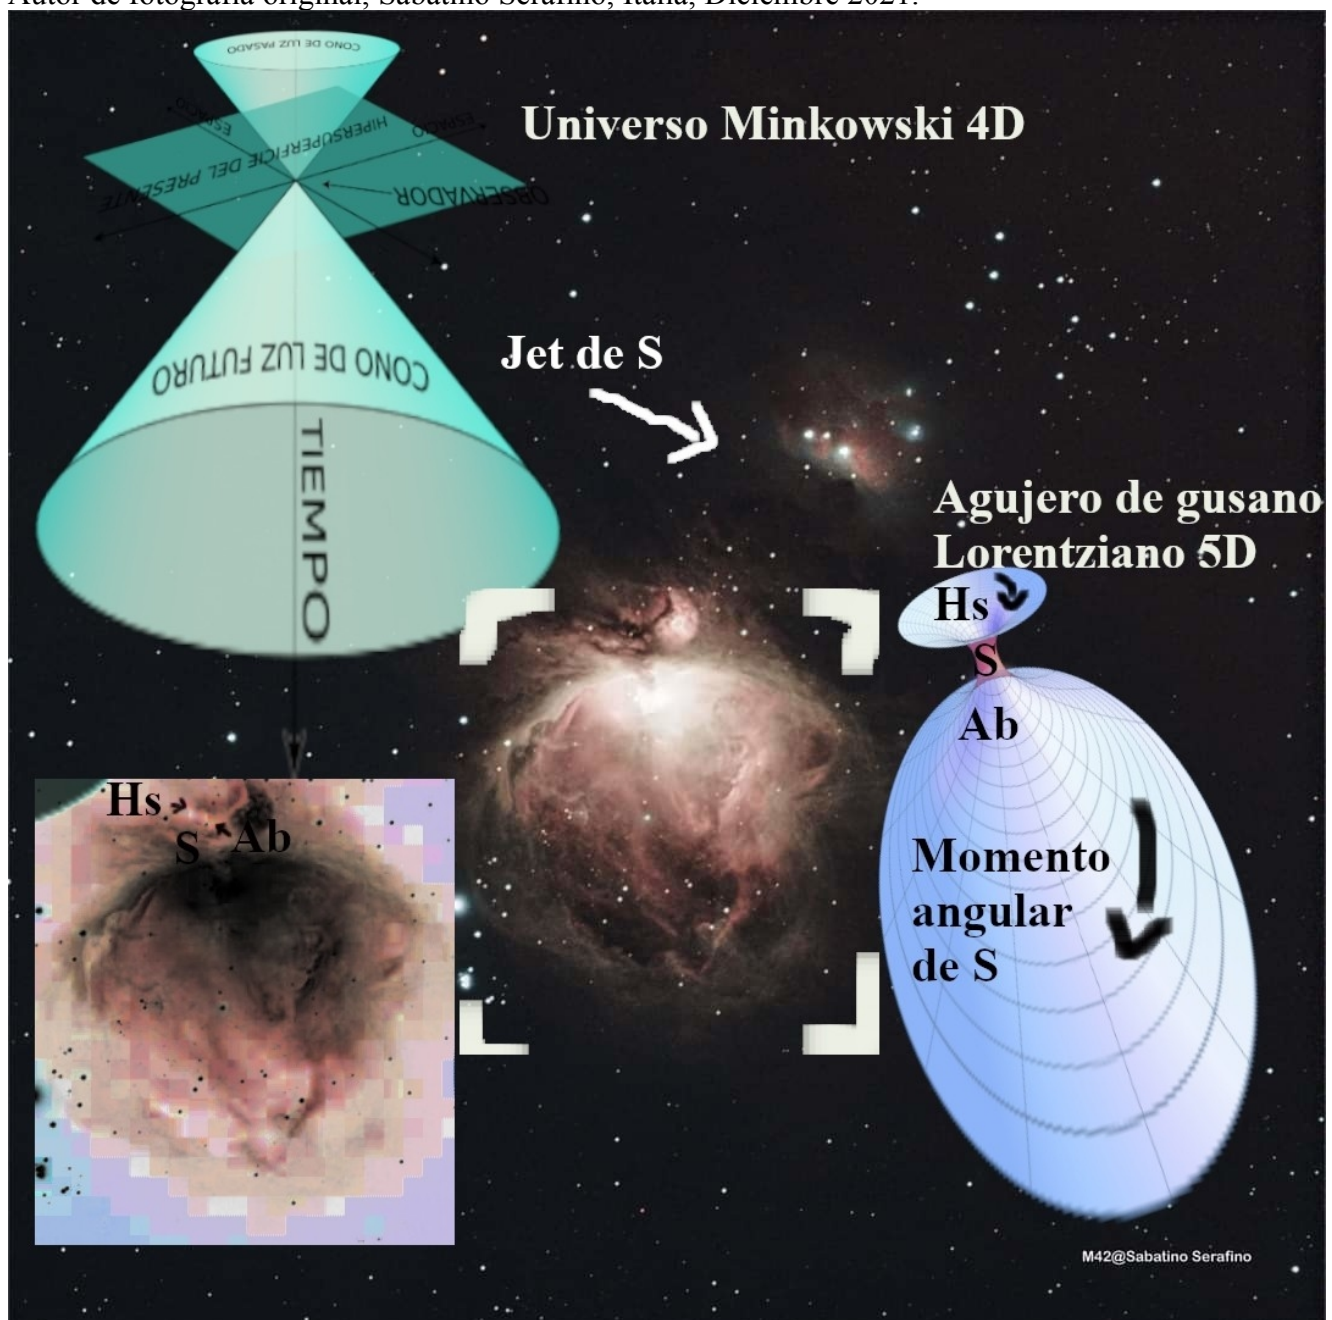 Autor de fotografía original, Sabatino Serafino, Italia, Diciembre 2021.
CONO DE LUZ PASADO
Universo Minkowski 4D
ESPACIO
ESPACIO
HIPERSUPERFICIE DEL PRESENTE
OBSERVADOR
Jet de S
CONO DE LUZ FUTURO
TIEMPO
Agujero de gusano
Lorentziano 5D
Hs
S
Ab
Hs
S
Ab
Momento
angular
de S
M42@Sabatino Serafino